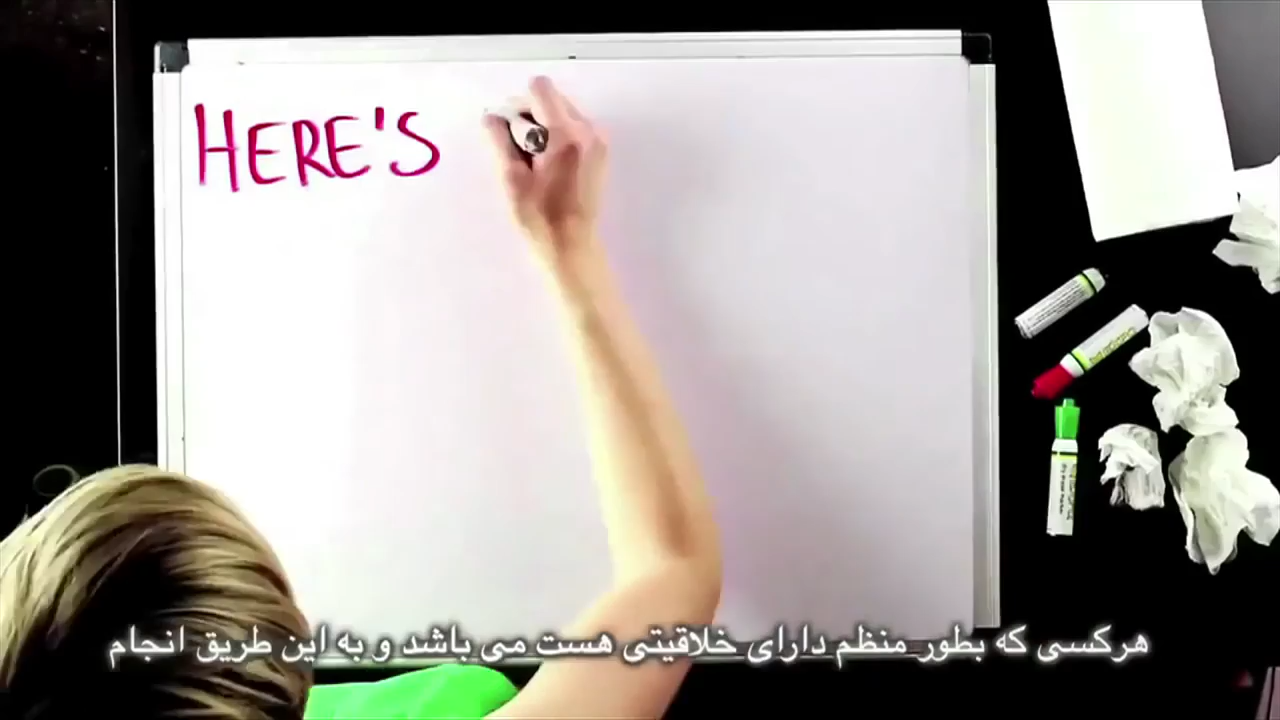 HERE'S
هرکسی که بطور منظم دارای خلاقیتی هست می باشد و به این طریق انجام